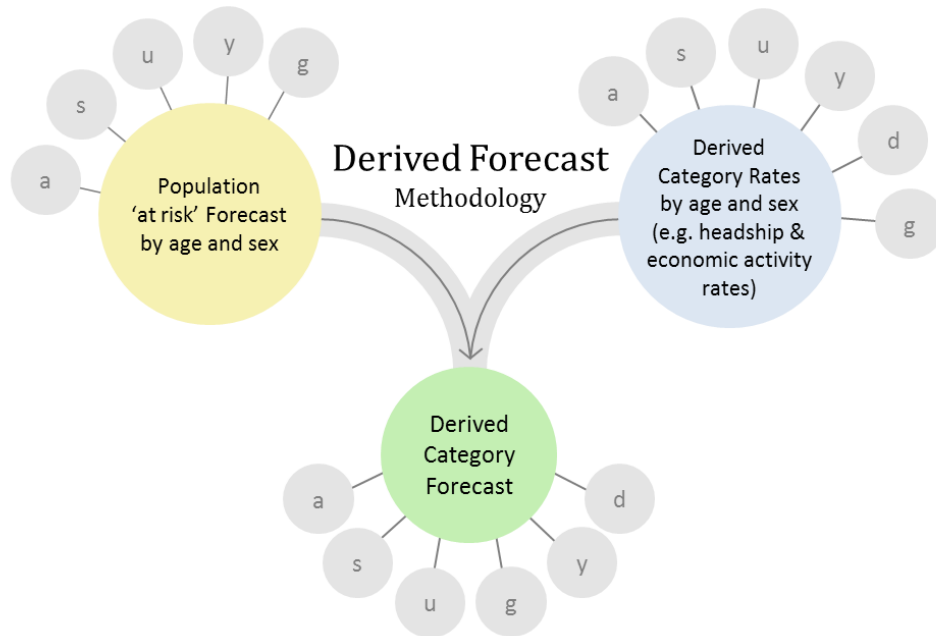 a
s
u
y
g
Population
‘at risk’ Forecast
by age and sex
Derived Forecast
Methodology
a
s
u
y
d
g
Derived
Category Rates
by age and sex
(e.g. headship &
economic activity
rates)
Derived
Category
Forecast
a
s
u
g
y
d